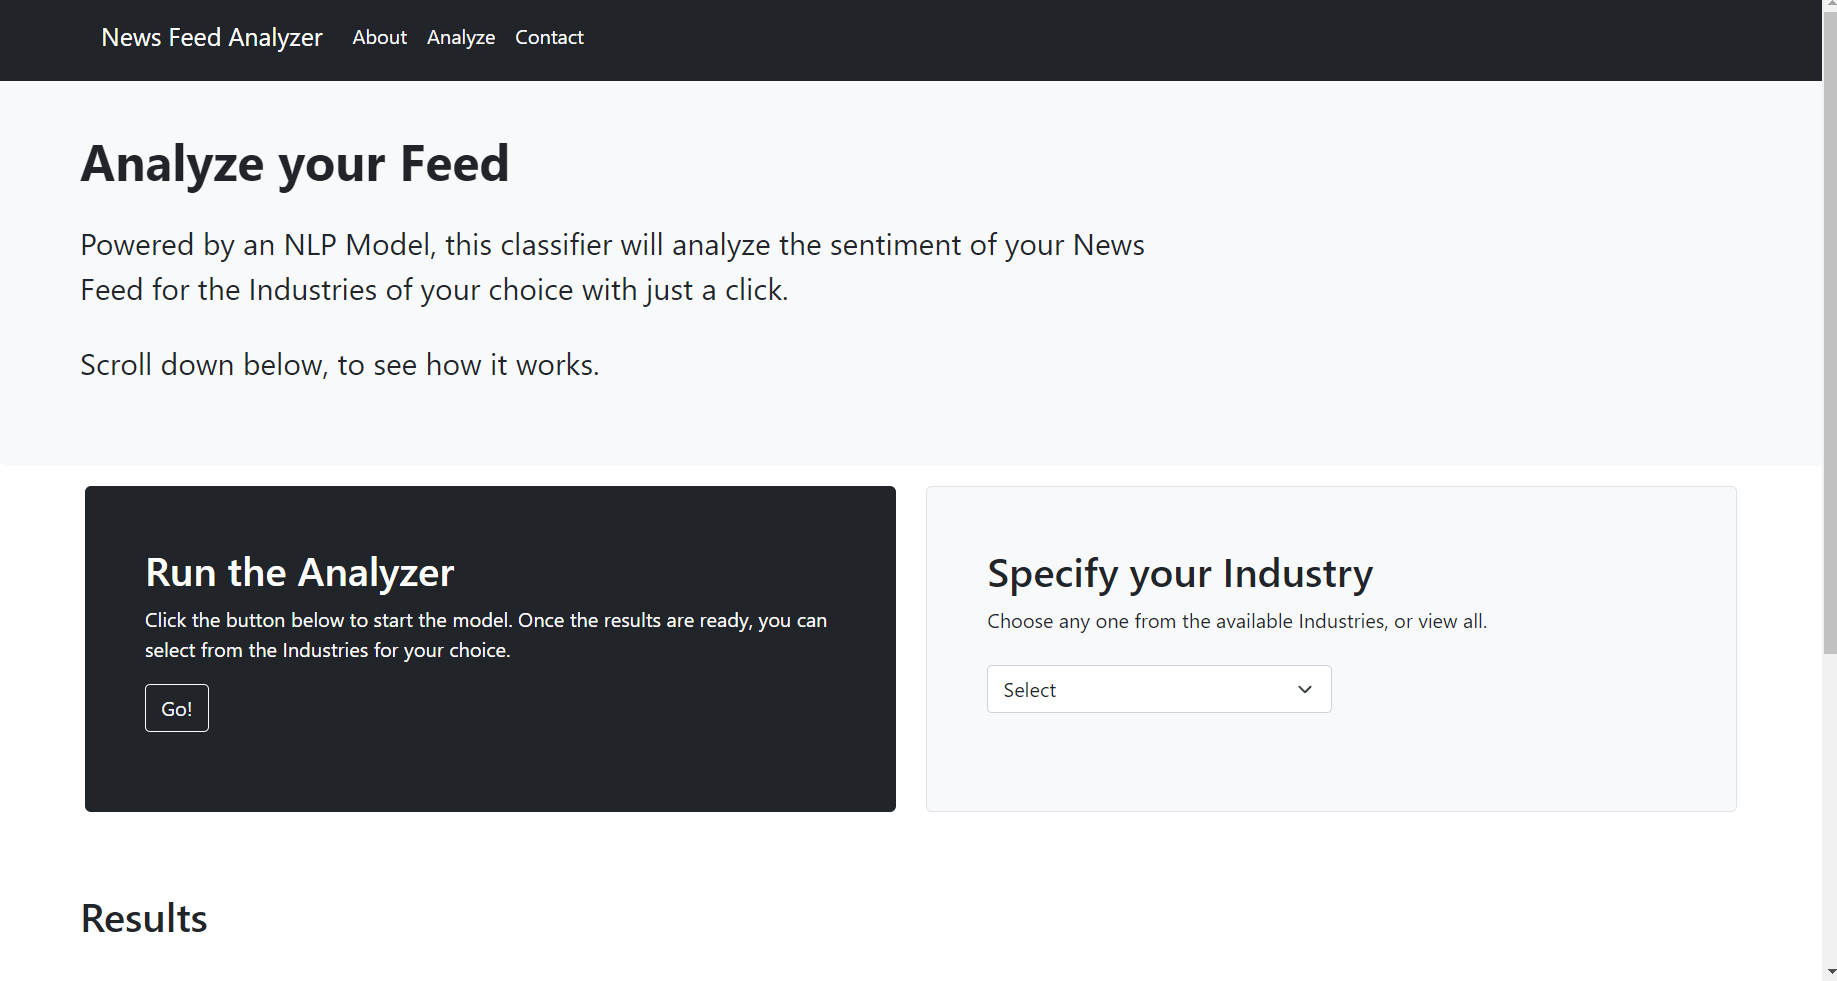 News Feed Analyzer About Analyze Contact
Analyze your Feed
Powered by an NLP Model, this classifier will analyze the sentiment of your News
Feed for the Industries of your choice with just a click.
Scroll down below, to see how it works.
Run the Analyzer
Click the button below to start the model. Once the results are ready, you can
select from the Industries for your choice.
Go!
Specify your Industry
Choose any one from the available Industries, or view all.
Select
Results